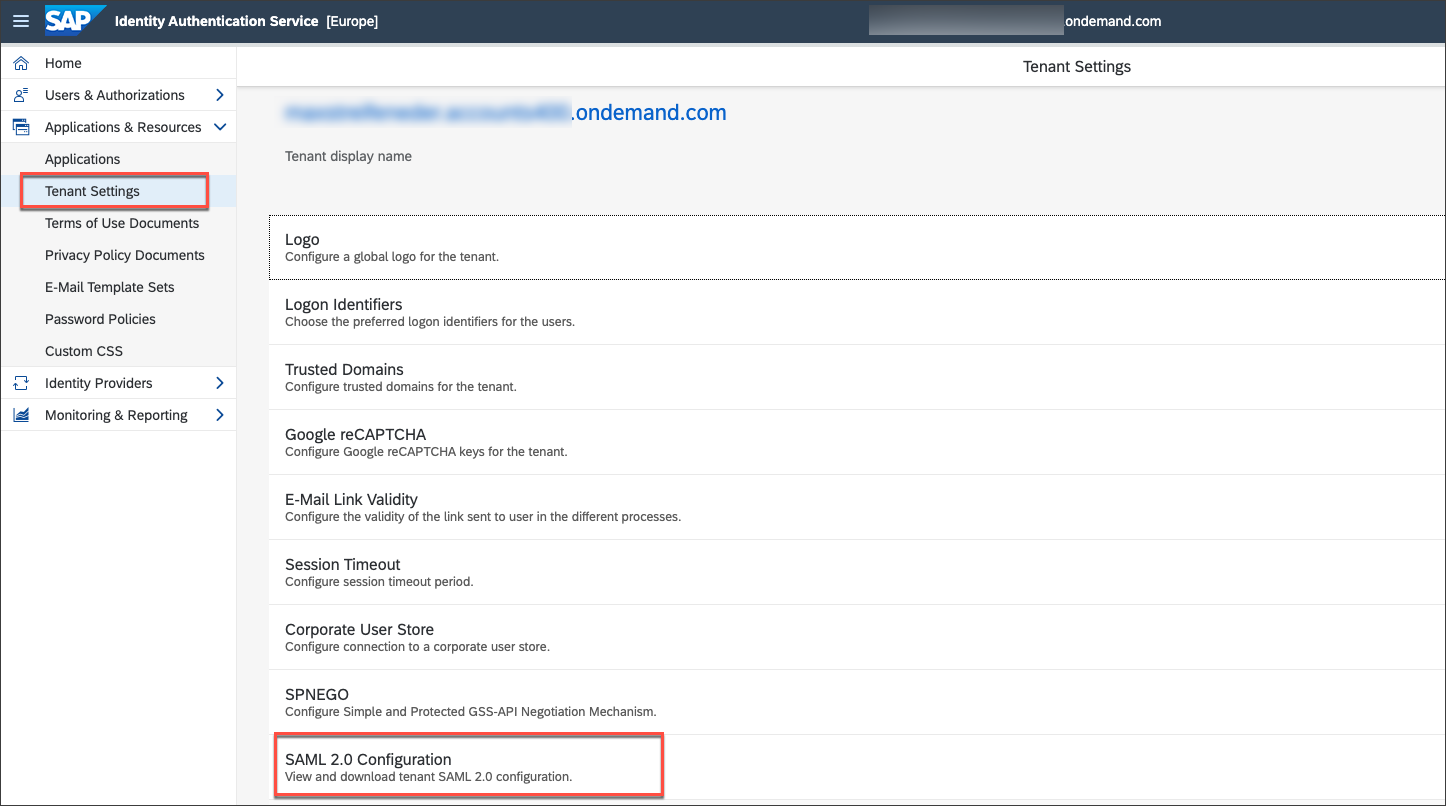 SAP Identity Authentication Service [Europe]
ondemand.com
Home
Users & Authorizations
Applications & Resources
Applications
Tenant Settings
Terms of Use Documents
Privacy Policy Documents
E-Mail Template Sets
Password Policies
Custom CSS
Identity Providers
Monitoring & Reporting
Tenant Settings
.ondemand.com
Tenant display name
Logo
Configure a global logo for the tenant.
Logon Identifiers
Choose the preferred logon identifiers for the users.
Trusted Domains
Configure trusted domains for the tenant.
Google reCAPTCHA
Configure Google reCAPTCHA keys for the tenant.
E-Mail Link Validity
Configure the validity of the link sent to user in the different processes.
Session Timeout
Configure session timeout period.
Corporate User Store
Configure connection to a corporate user store.
SPNEGO
Configure Simple and Protected GSS-API Negotiation Mechanism.
SAML 2.0 Configuration
View and download tenant SAML 2.0 configuration.